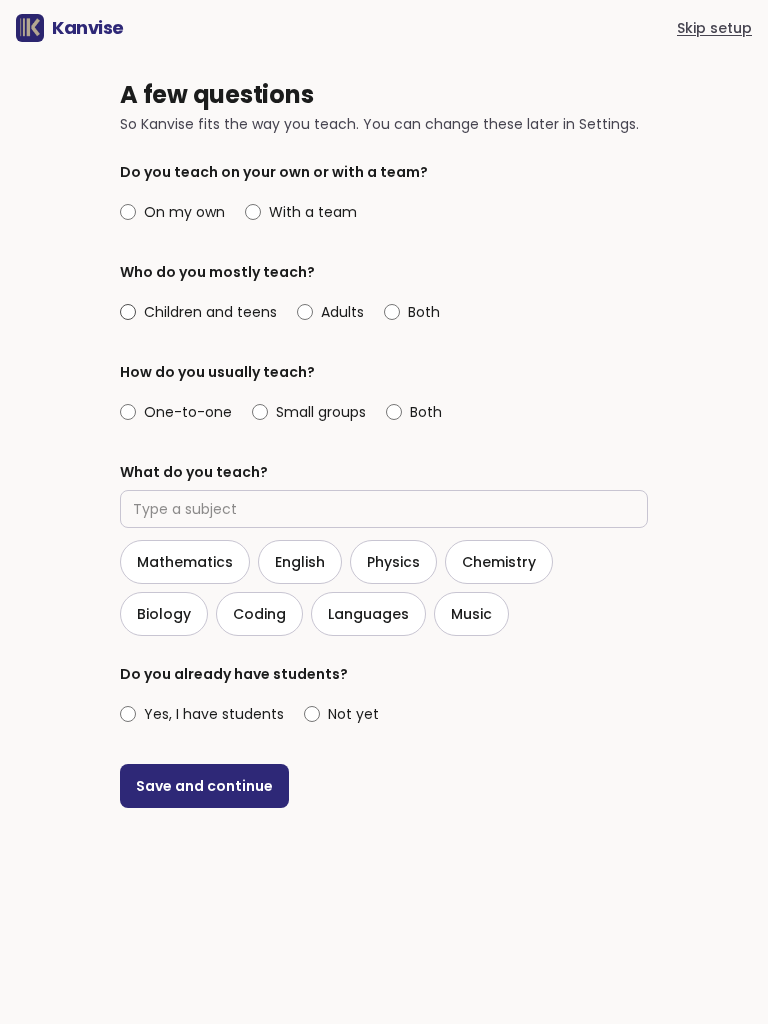 Kanvise
Skip setup
A few questions
So Kanvise fits the way you teach. You can change these later in Settings.
Do you teach on your own or with a team?
On my own
With a team
Who do you mostly teach?
Children and teens
Adults
Both
How do you usually teach?
One-to-one
Small groups
Both
What do you teach?
Type a subject
Mathematics
English
Physics
Chemistry
Biology
Coding
Languages
Music
Do you already have students?
Yes, I have students
Not yet
Save and continue